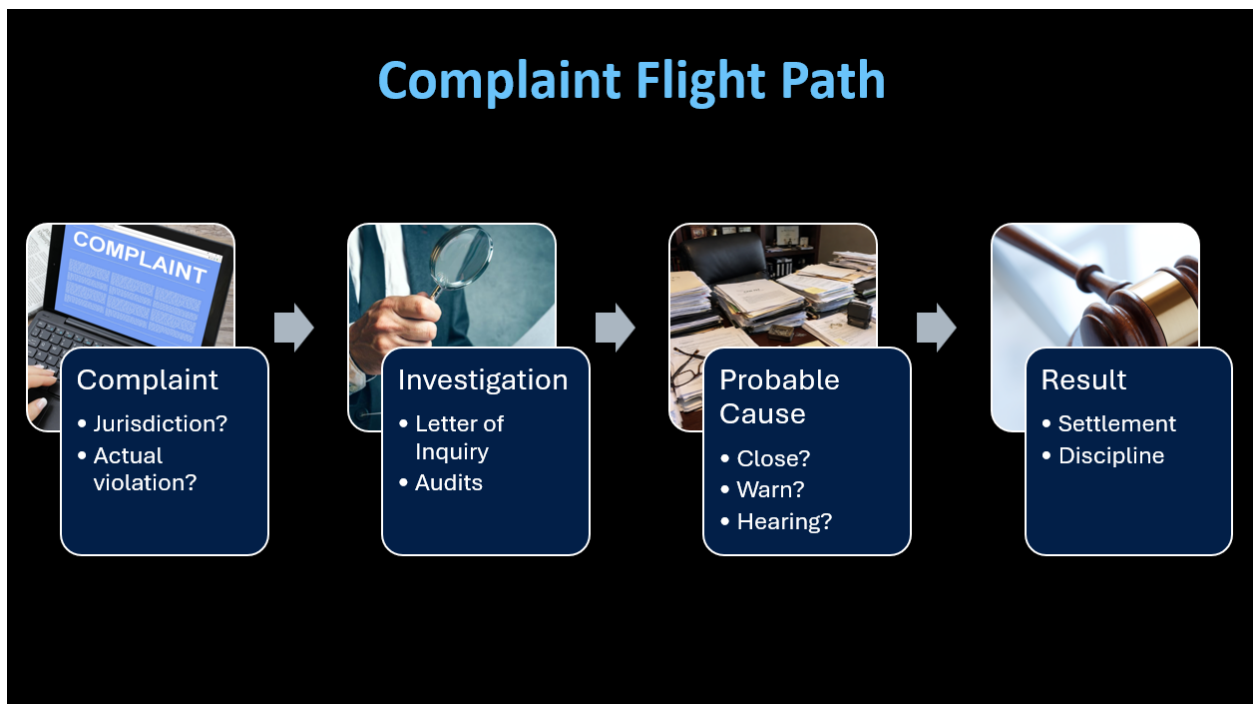 Complaint Flight Path
COMPLAINT
Complaint
• Jurisdiction?
• Actual
violation?
Investigation
• Letter of
Inquiry
• Audits
Probable
Cause
• Close?
• Warn?
• Hearing?
Result
• Settlement
• Discipline